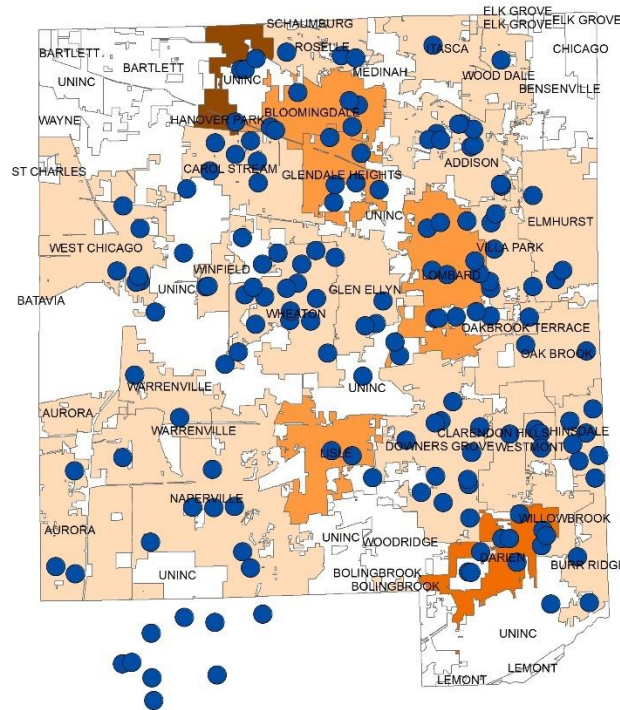 SCHAUMBURG
ELK GROVE
ELK GROVE
ELK GROVE
BARTLETT
ROSELLE
ITASCA
CHICAGO
BARTLETT
UNINC
UNINC
MEDINAH
WOOD DALE
BENSENVILLE
WAYNE
HANOVER PARK
BLOOMINGDALE
ADDISON
ST CHARLES
CAROL STREAM
GLENDALE HEIGHTS
UNINC
ELMHURST
WEST CHICAGO
VILLA PARK
WINFIELD
LOMBARD
BATAVIA
UNINC
GLEN ELLYN
WHEATON
OAKBROOK TERRACE
OAK BROOK
WARRENVILLE
UNINC
AURORA
WARRENVILLE
CLARENDON HILLS
HINSDALE
LISLE
DOWNERS GROVE
WESTMONT
NAPERVILLE
WILLOWBROOK
AURORA
UNINC
WOODRIDGE
DARIEN
BURR RIDGE
UNINC
BOLINGBROOK
BOLINGBROOK
UNINC
LEMONT
LEMONT